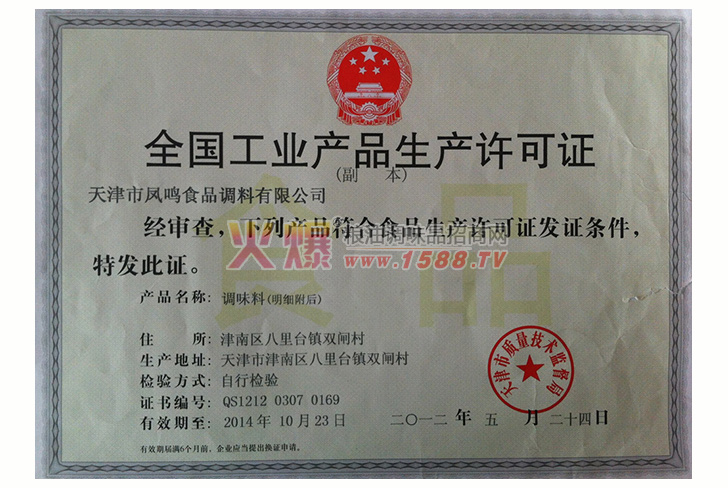 全国工业产品生产许可证
(副 本)
天津市凤鸣食品调料有限公司
经审查，下列产品符合食品生产许可证发证条件，
特发此证。
火爆 粮油调味品招商网
www.1588.TV
食品
产品名称： 调味料(明细附后)
住 所： 津南区八里台镇双闸村
生产地址： 天津市津南区八里台镇双闸村
检验方式： 自行检验
证书编号： QS1212 0307 0169
有效期至： 2014年 10月 23日
二〇一二 年 五 月 二十四日
天津市质量技术监督局
有效期届满6个月前，企业应当提出换证申请。